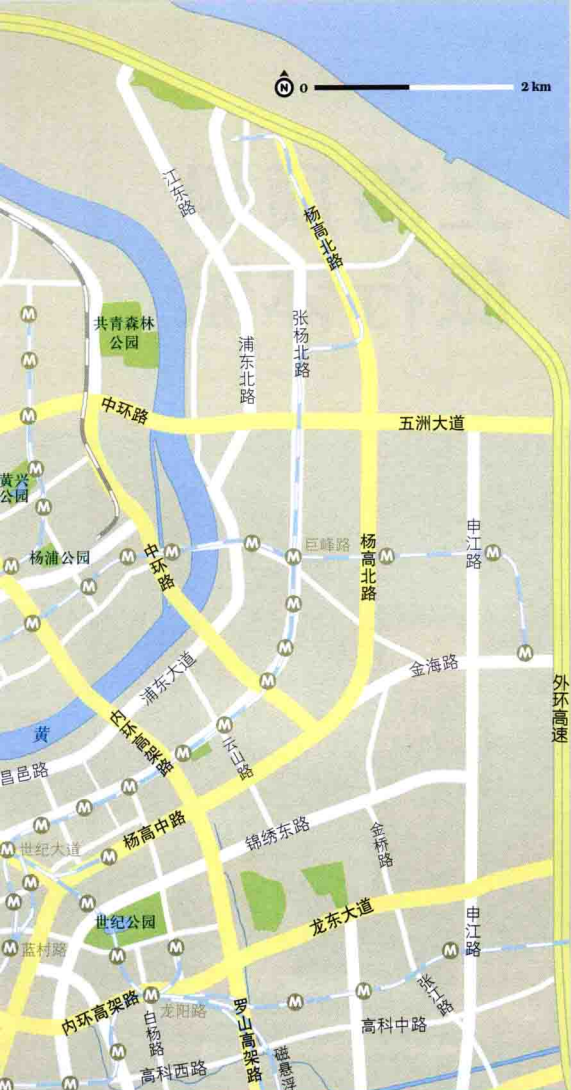 N 0 2 km
江东路
杨高北路
张杨北路
共青森林
公园
浦东北路
中环路
五洲大道
黄兴
公园
申江路
巨峰路
杨浦公园
中环路
杨高北路
金海路
浦东大道
外环高速
内环高架路
黄
云山路
昌邑路
杨高中路
锦绣东路
金桥路
世纪大道
世纪公园
龙东大道
申江路
蓝村路
张江路
内环高架路
龙阳路
白杨路
罗山高架路
高科中路
磁悬浮
高科西路